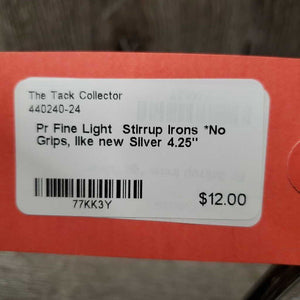 The Tack Collector
440240-24
Pr Fine Light Stirrup Irons *No
Grips, like new Silver 4.25"
$12.00
77KK3Y